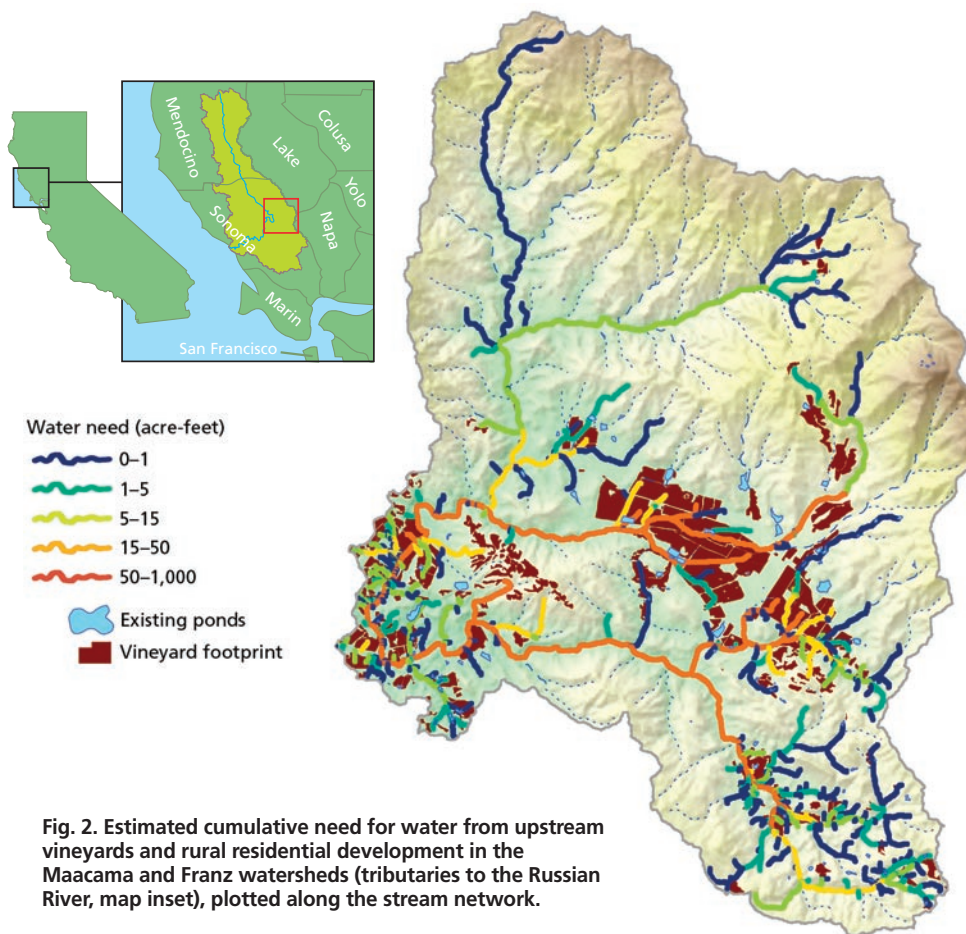 Mendocino
Lake
Colusa
Yolo
Sonoma
Napa
Marin
San Francisco
Water need (acre-feet)
0–1
1–5
5–15
15–50
50–1,000
Existing ponds
Vineyard footprint
Fig. 2. Estimated cumulative need for water from upstream
vineyards and rural residential development in the
Maacama and Franz watersheds (tributaries to the Russian
River, map inset), plotted along the stream network.